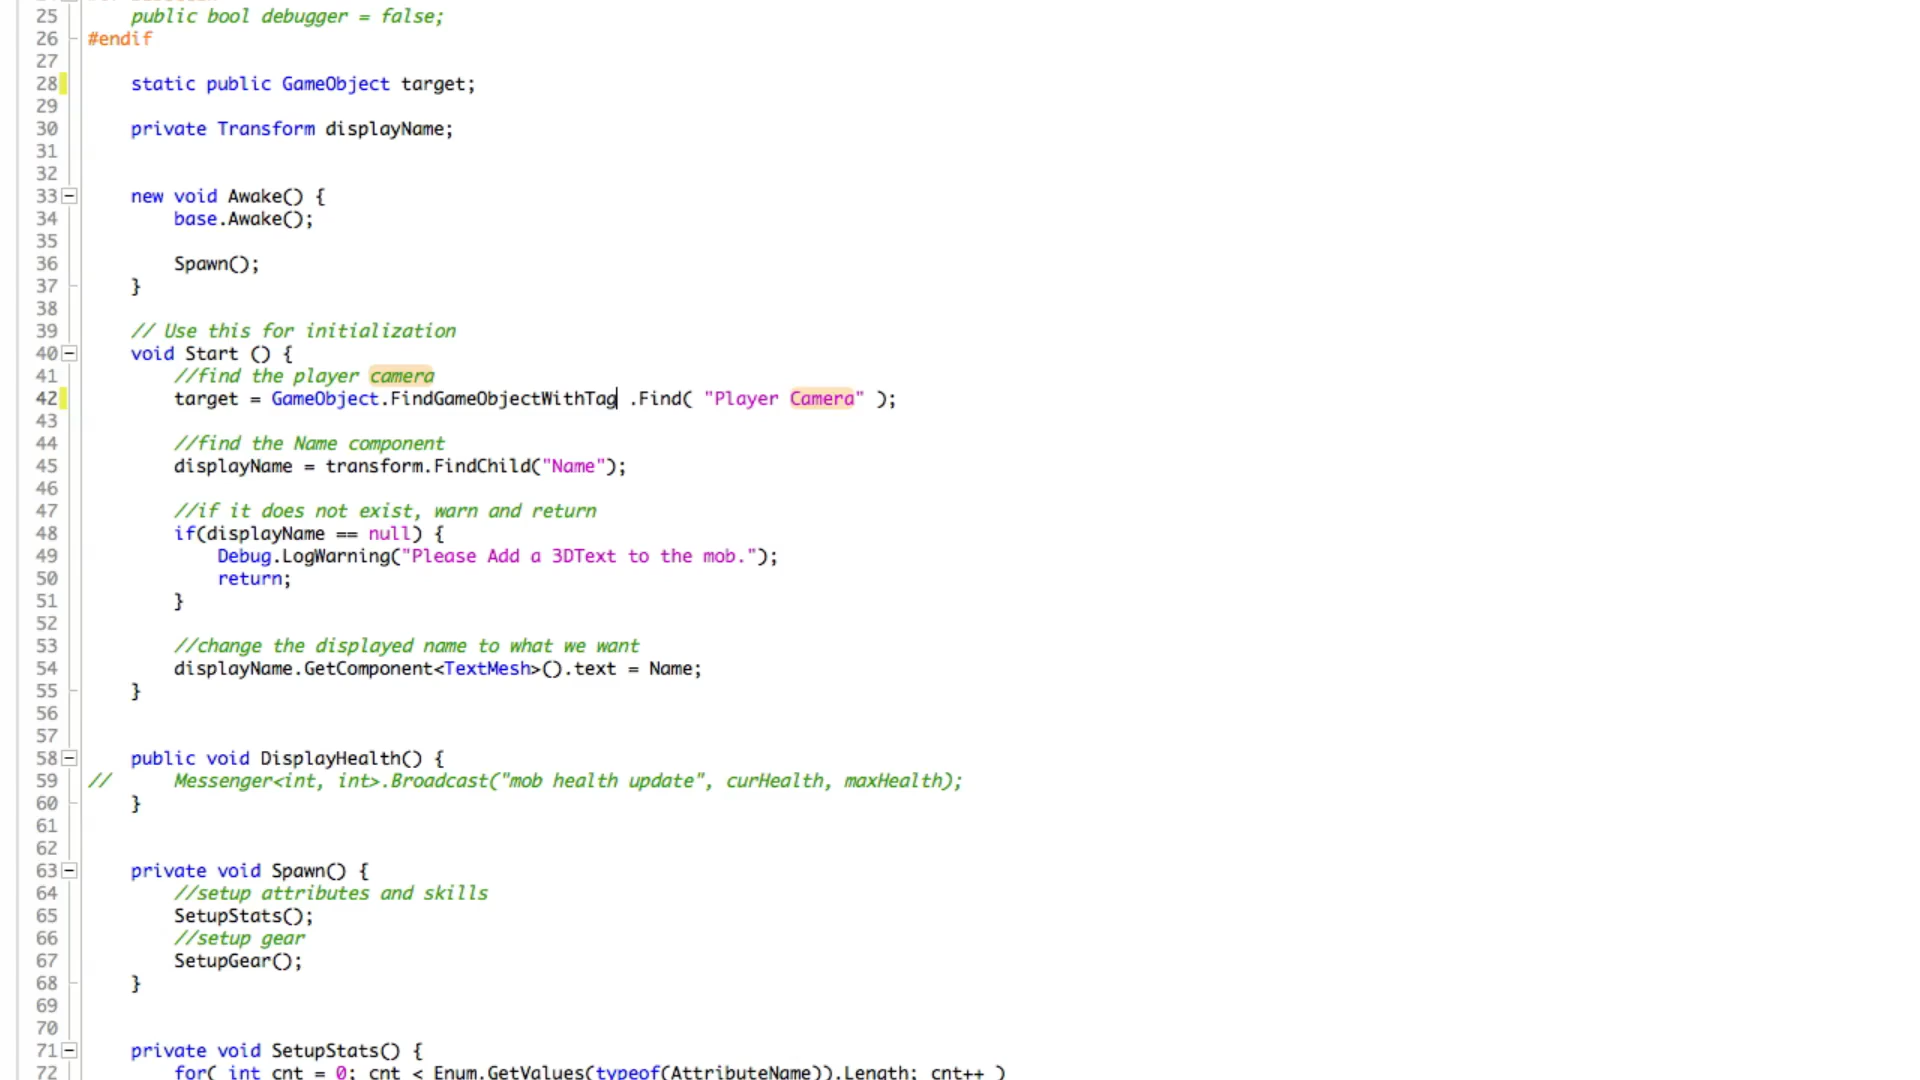 25 public bool debugger = false;
26 #endif
27
28 static public GameObject target;
29
30 private Transform displayName;
31
32
33 new void Awake() {
34 base.Awake();
35
36 Spawn();
37 }
38
39 // Use this for initialization
40 void Start () {
41 //find the player camera
42 target = GameObject.FindGameObjectWithTag .Find( "Player Camera" );
43
44 //find the Name component
45 displayName = transform.FindChild("Name");
46
47 //if it does not exist, warn and return
48 if(displayName == null) {
49 Debug.LogWarning("Please Add a 3DText to the mob.");
50 return;
51 }
52
53 //change the displayed name to what we want
54 displayName.GetComponent<TextMesh>().text = Name;
55 }
56
57
58 public void DisplayHealth() {
59 // Messenger<int, int>.Broadcast("mob health update", curHealth, maxHealth);
60 }
61
62
63 private void Spawn() {
64 //setup attributes and skills
65 SetupStats();
66 //setup gear
67 SetupGear();
68 }
69
70
71 private void SetupStats() {
72 for( int cnt = 0; cnt < Enum.GetValues(typeof(AttributeName)).Length; cnt++ )